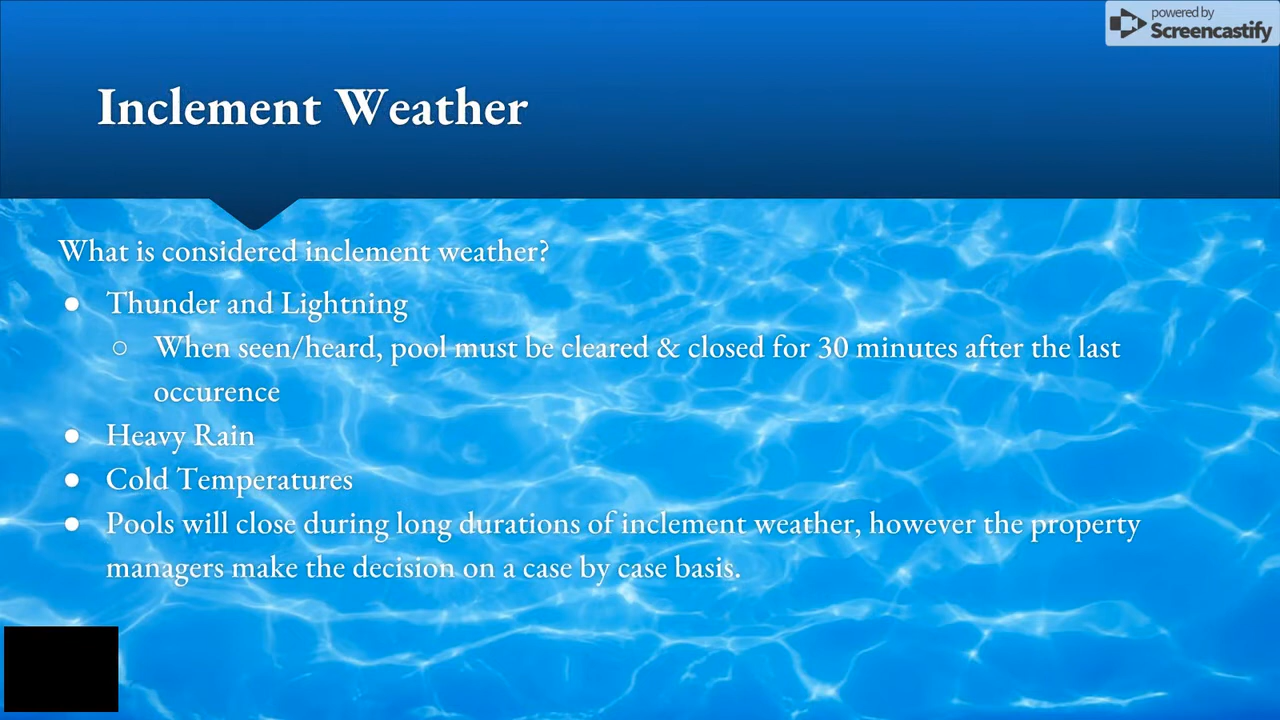 powered by
Screencastify
Inclement Weather
What is considered inclement weather?
● Thunder and Lightning
○ When seen/heard, pool must be cleared & closed for 30 minutes after the last
occurence
● Heavy Rain
● Cold Temperatures
● Pools will close during long durations of inclement weather, however the property
managers make the decision on a case by case basis.